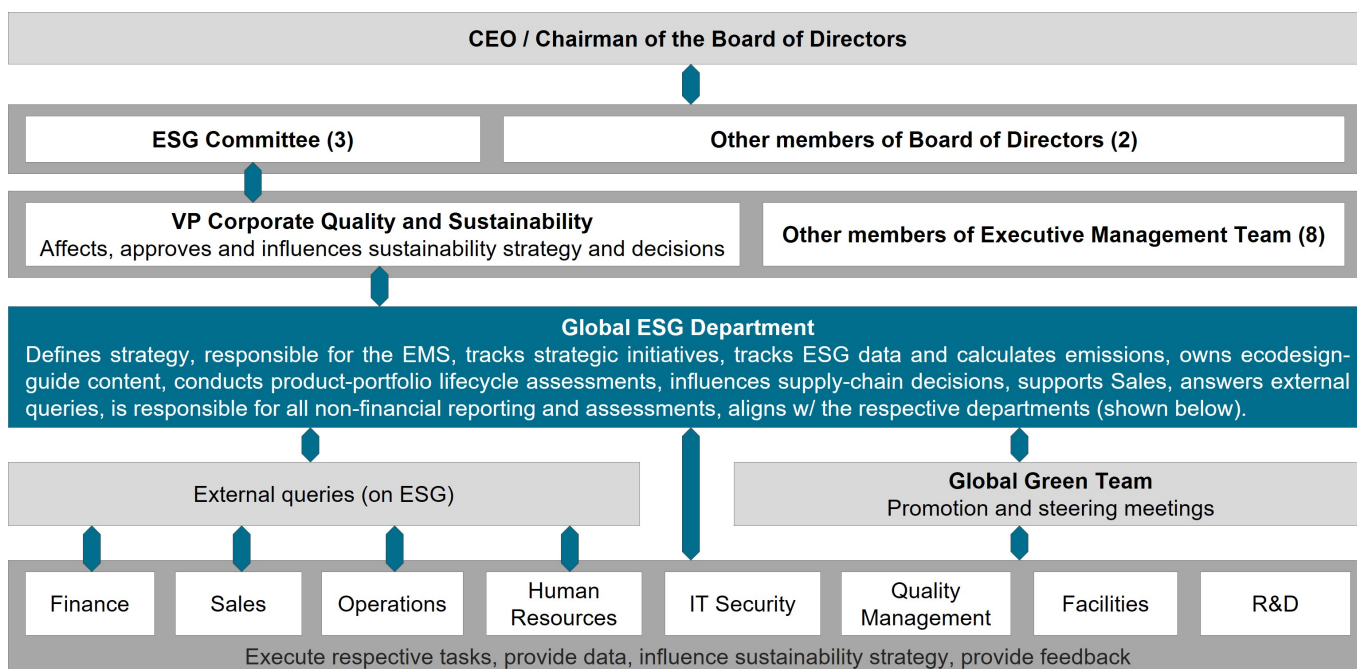 CEO / Chairman of the Board of Directors
ESG Committee (3)
Other members of Board of Directors (2)
VP Corporate Quality and Sustainability
Affects, approves and influences sustainability strategy and decisions
Other members of Executive Management Team (8)
Global ESG Department
Defines strategy, responsible for the EMS, tracks strategic initiatives, tracks ESG data and calculates emissions, owns ecodesign-
guide content, conducts product-portfolio lifecycle assessments, influences supply-chain decisions, supports Sales, answers external
queries, is responsible for all non-financial reporting and assessments, aligns w/ the respective departments (shown below).
External queries (on ESG)
Global Green Team
Promotion and steering meetings
Finance
Sales
Operations
Human
Resources
IT Security
Quality
Management
Facilities
R&D
Execute respective tasks, provide data, influence sustainability strategy, provide feedback